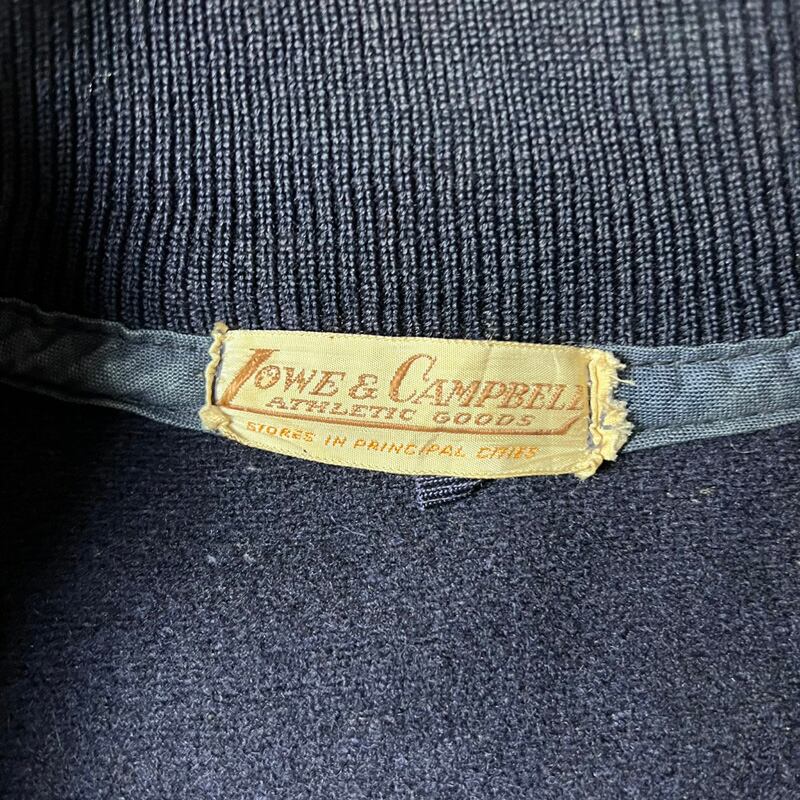 LOWE & CAMPBELL
ATHLETIC GOODS
STORES IN PRINCIPAL CITIES